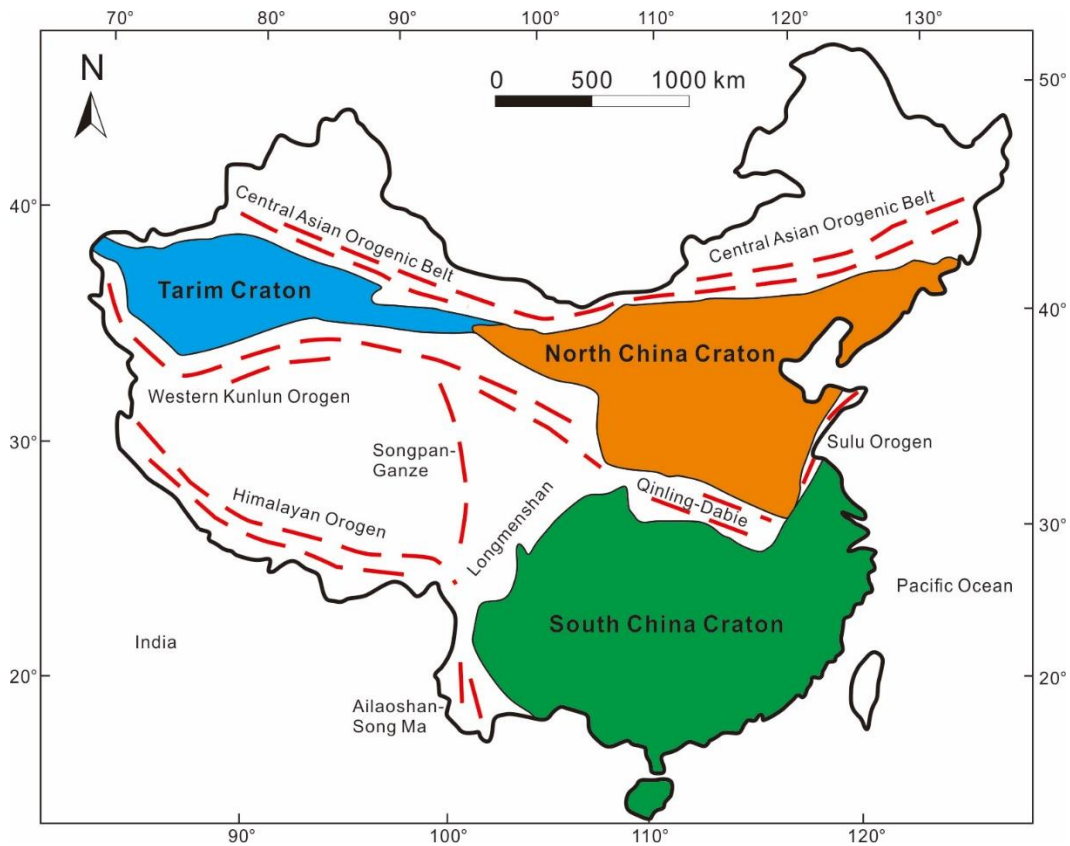 70° 80° 90° 100° 110° 120° 130°
N
0 500 1000 km
50°
40°
Central Asian Orogenic Belt
Central Asian Orogenic Belt
Tarim Craton
North China Craton
40°
Western Kunlun Orogen
30°
Songpan-
Ganze
Sulu Orogen
Himalayan Orogen
Longmenshan
Qinling-Dabie
30°
Pacific Ocean
South China Craton
India
20°
20°
Ailaoshan-
Song Ma
90° 100° 110° 120°